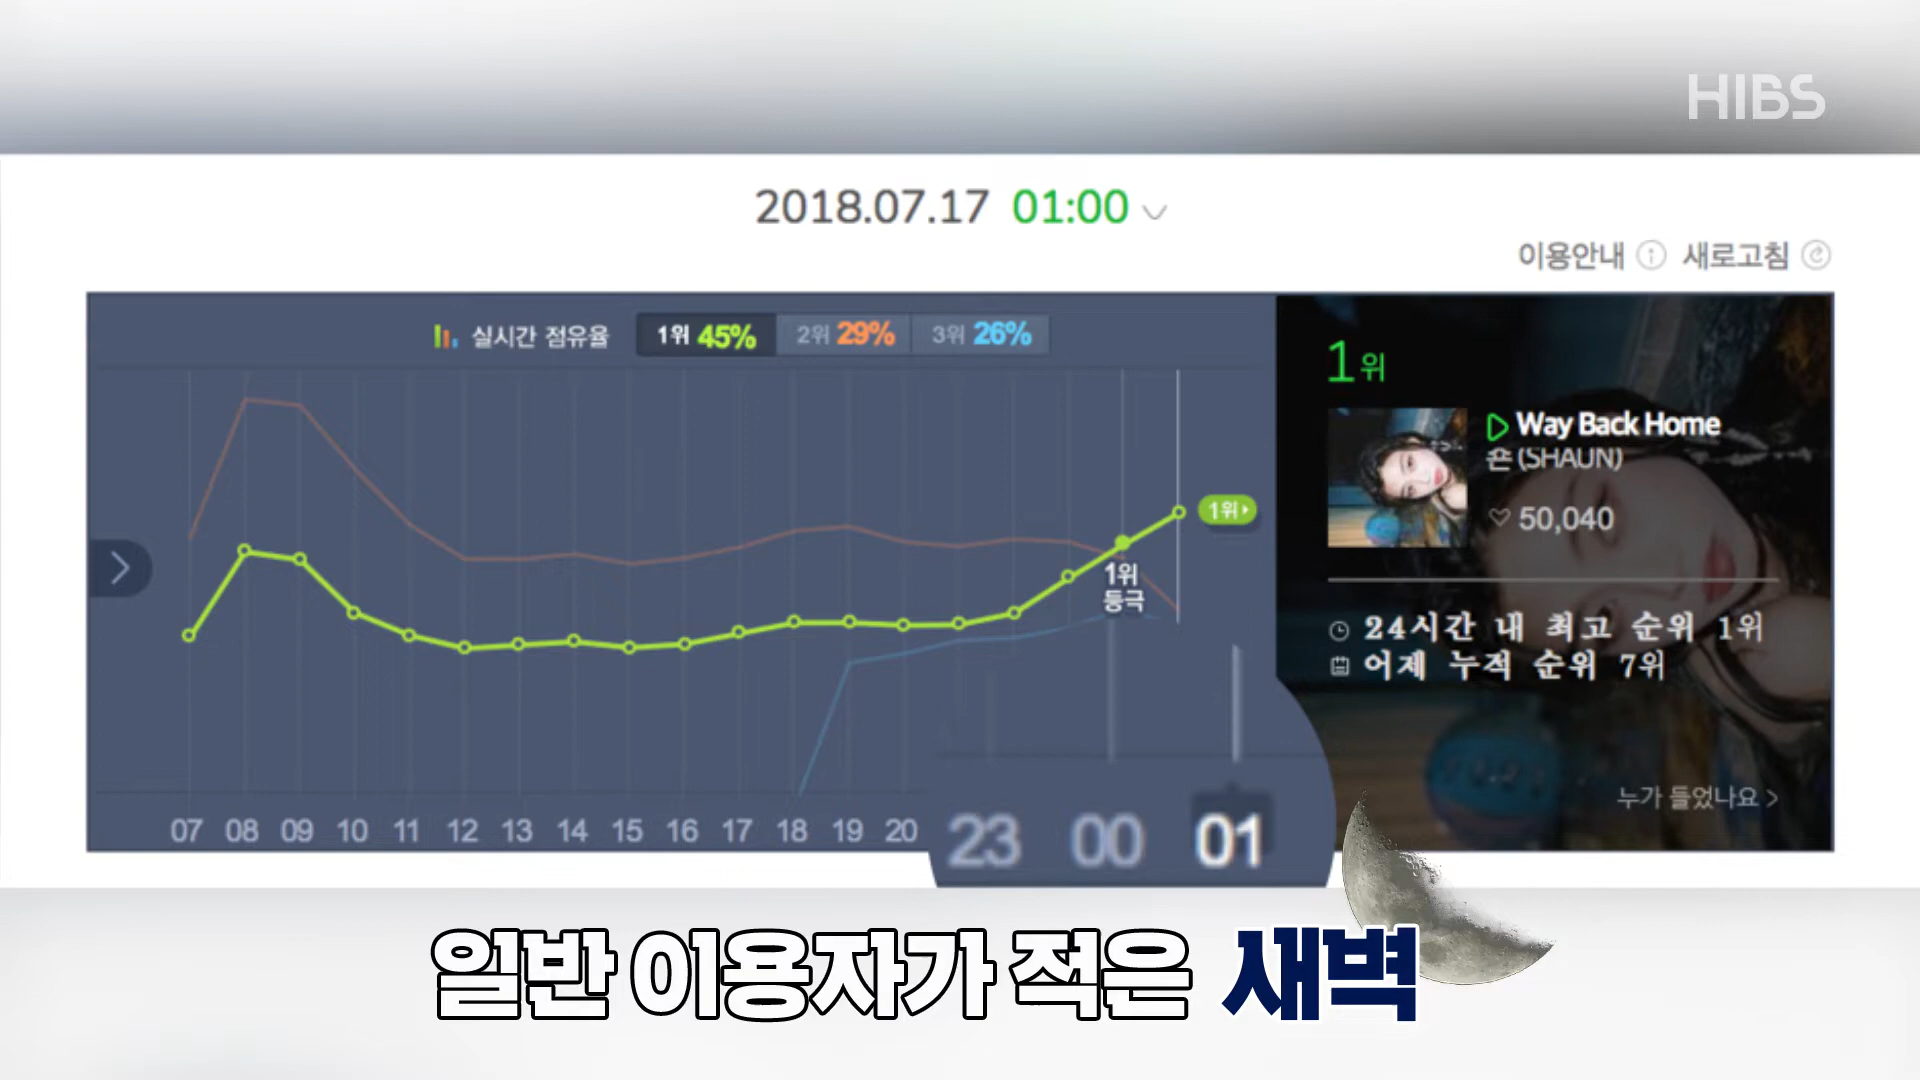 HIBS
2018.07.17 01:00
이용안내 새로고침
실시간 점유율 1위 45% 2위 29% 3위 26%
1위
1위
Way Back Home
숀 (SHAUN)
50,040
1위
등극
24시간 내 최고 순위 1위
어제 누적 순위 7위
누가 들었나요 >
07 08 09 10 11 12 13 14 15 16 17 18 19 20 23 00 01
일반 이용자가 적은 새벽